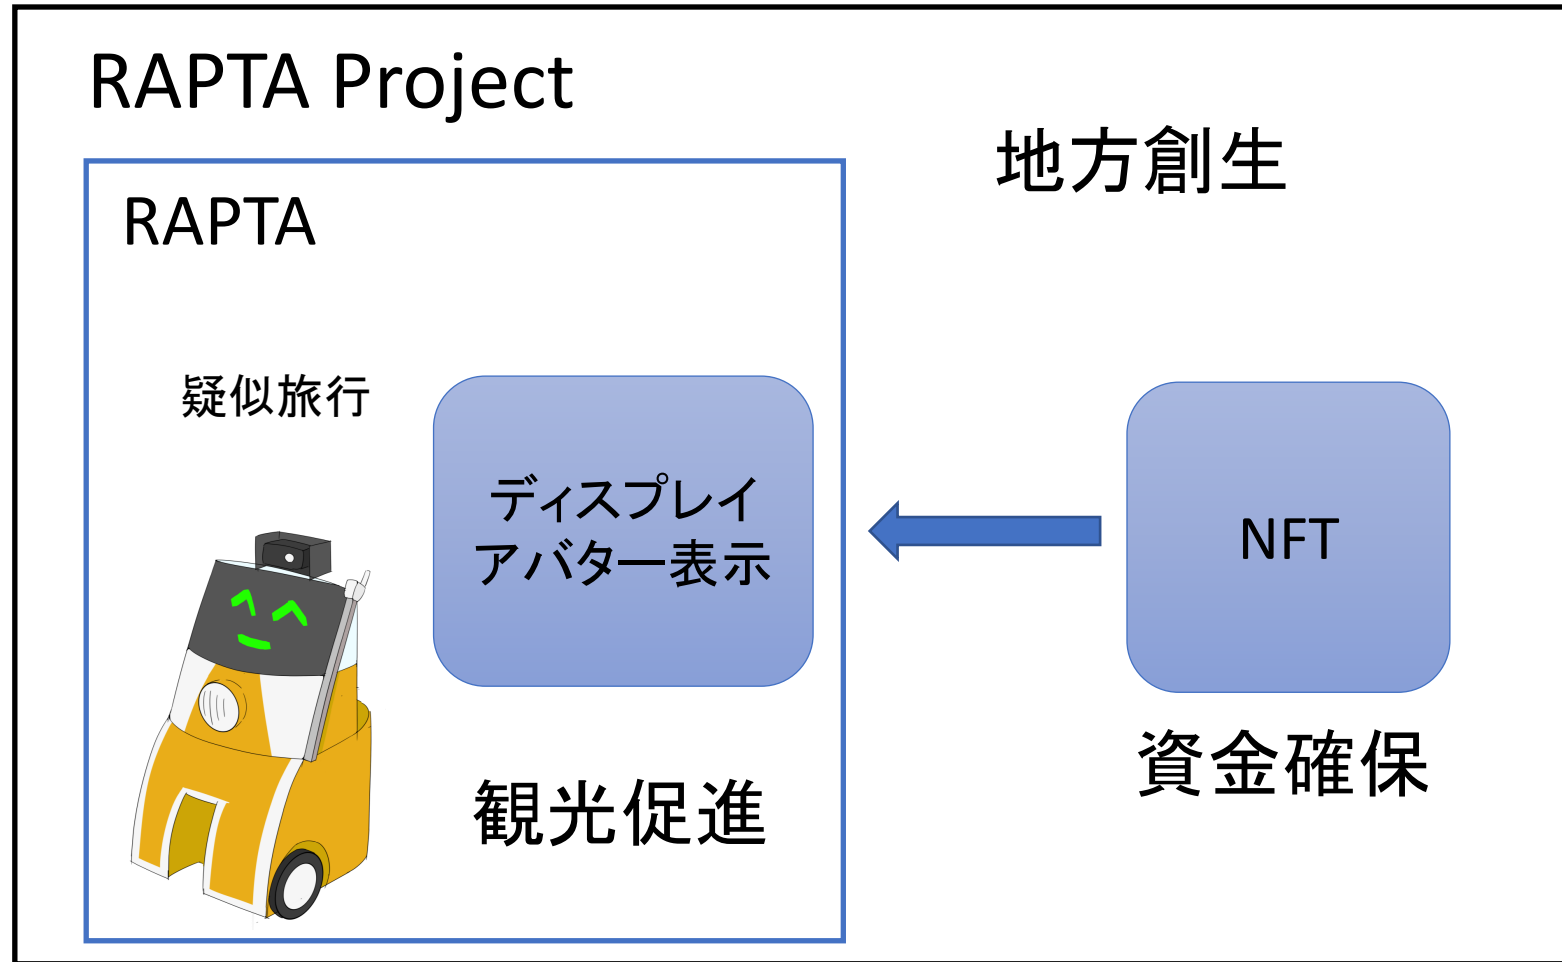 RAPTA Project
地方創生
RAPTA
疑似旅行
ディスプレイ
アバター表示
NFT
資金確保
観光促進